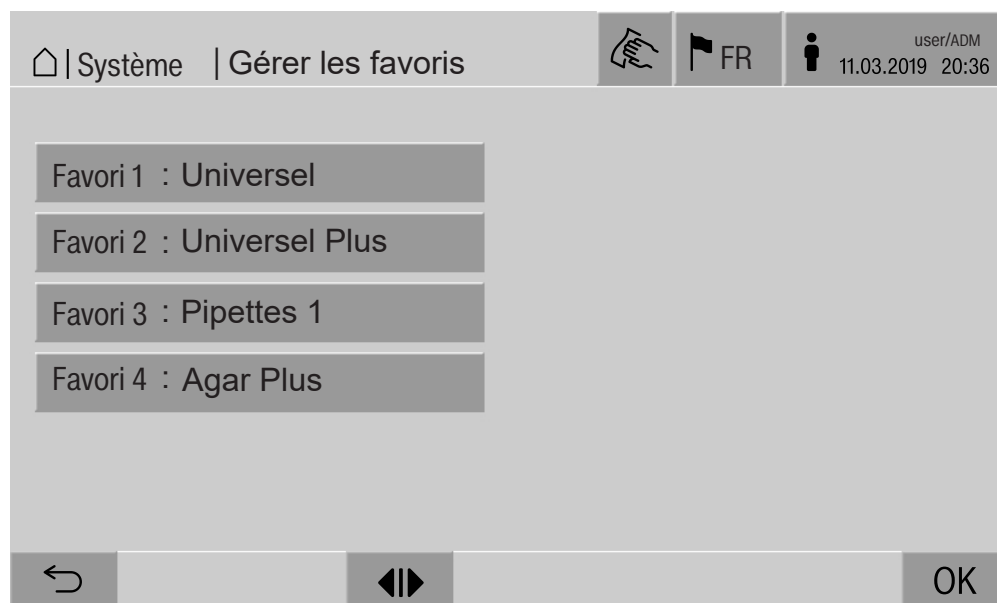 | Système | Gérer les favoris
FR
user/ADM
11.03.2019 20:36
Favori 1 : Universel
Favori 2 : Universel Plus
Favori 3 : Pipettes 1
Favori 4 : Agar Plus
OK